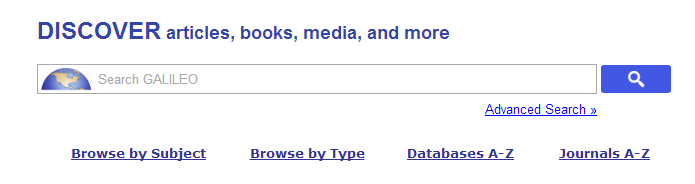 DISCOVER articles, books, media, and more
Search GALILEO
Advanced Search »
Browse by Subject Browse by Type Databases A-Z Journals A-Z